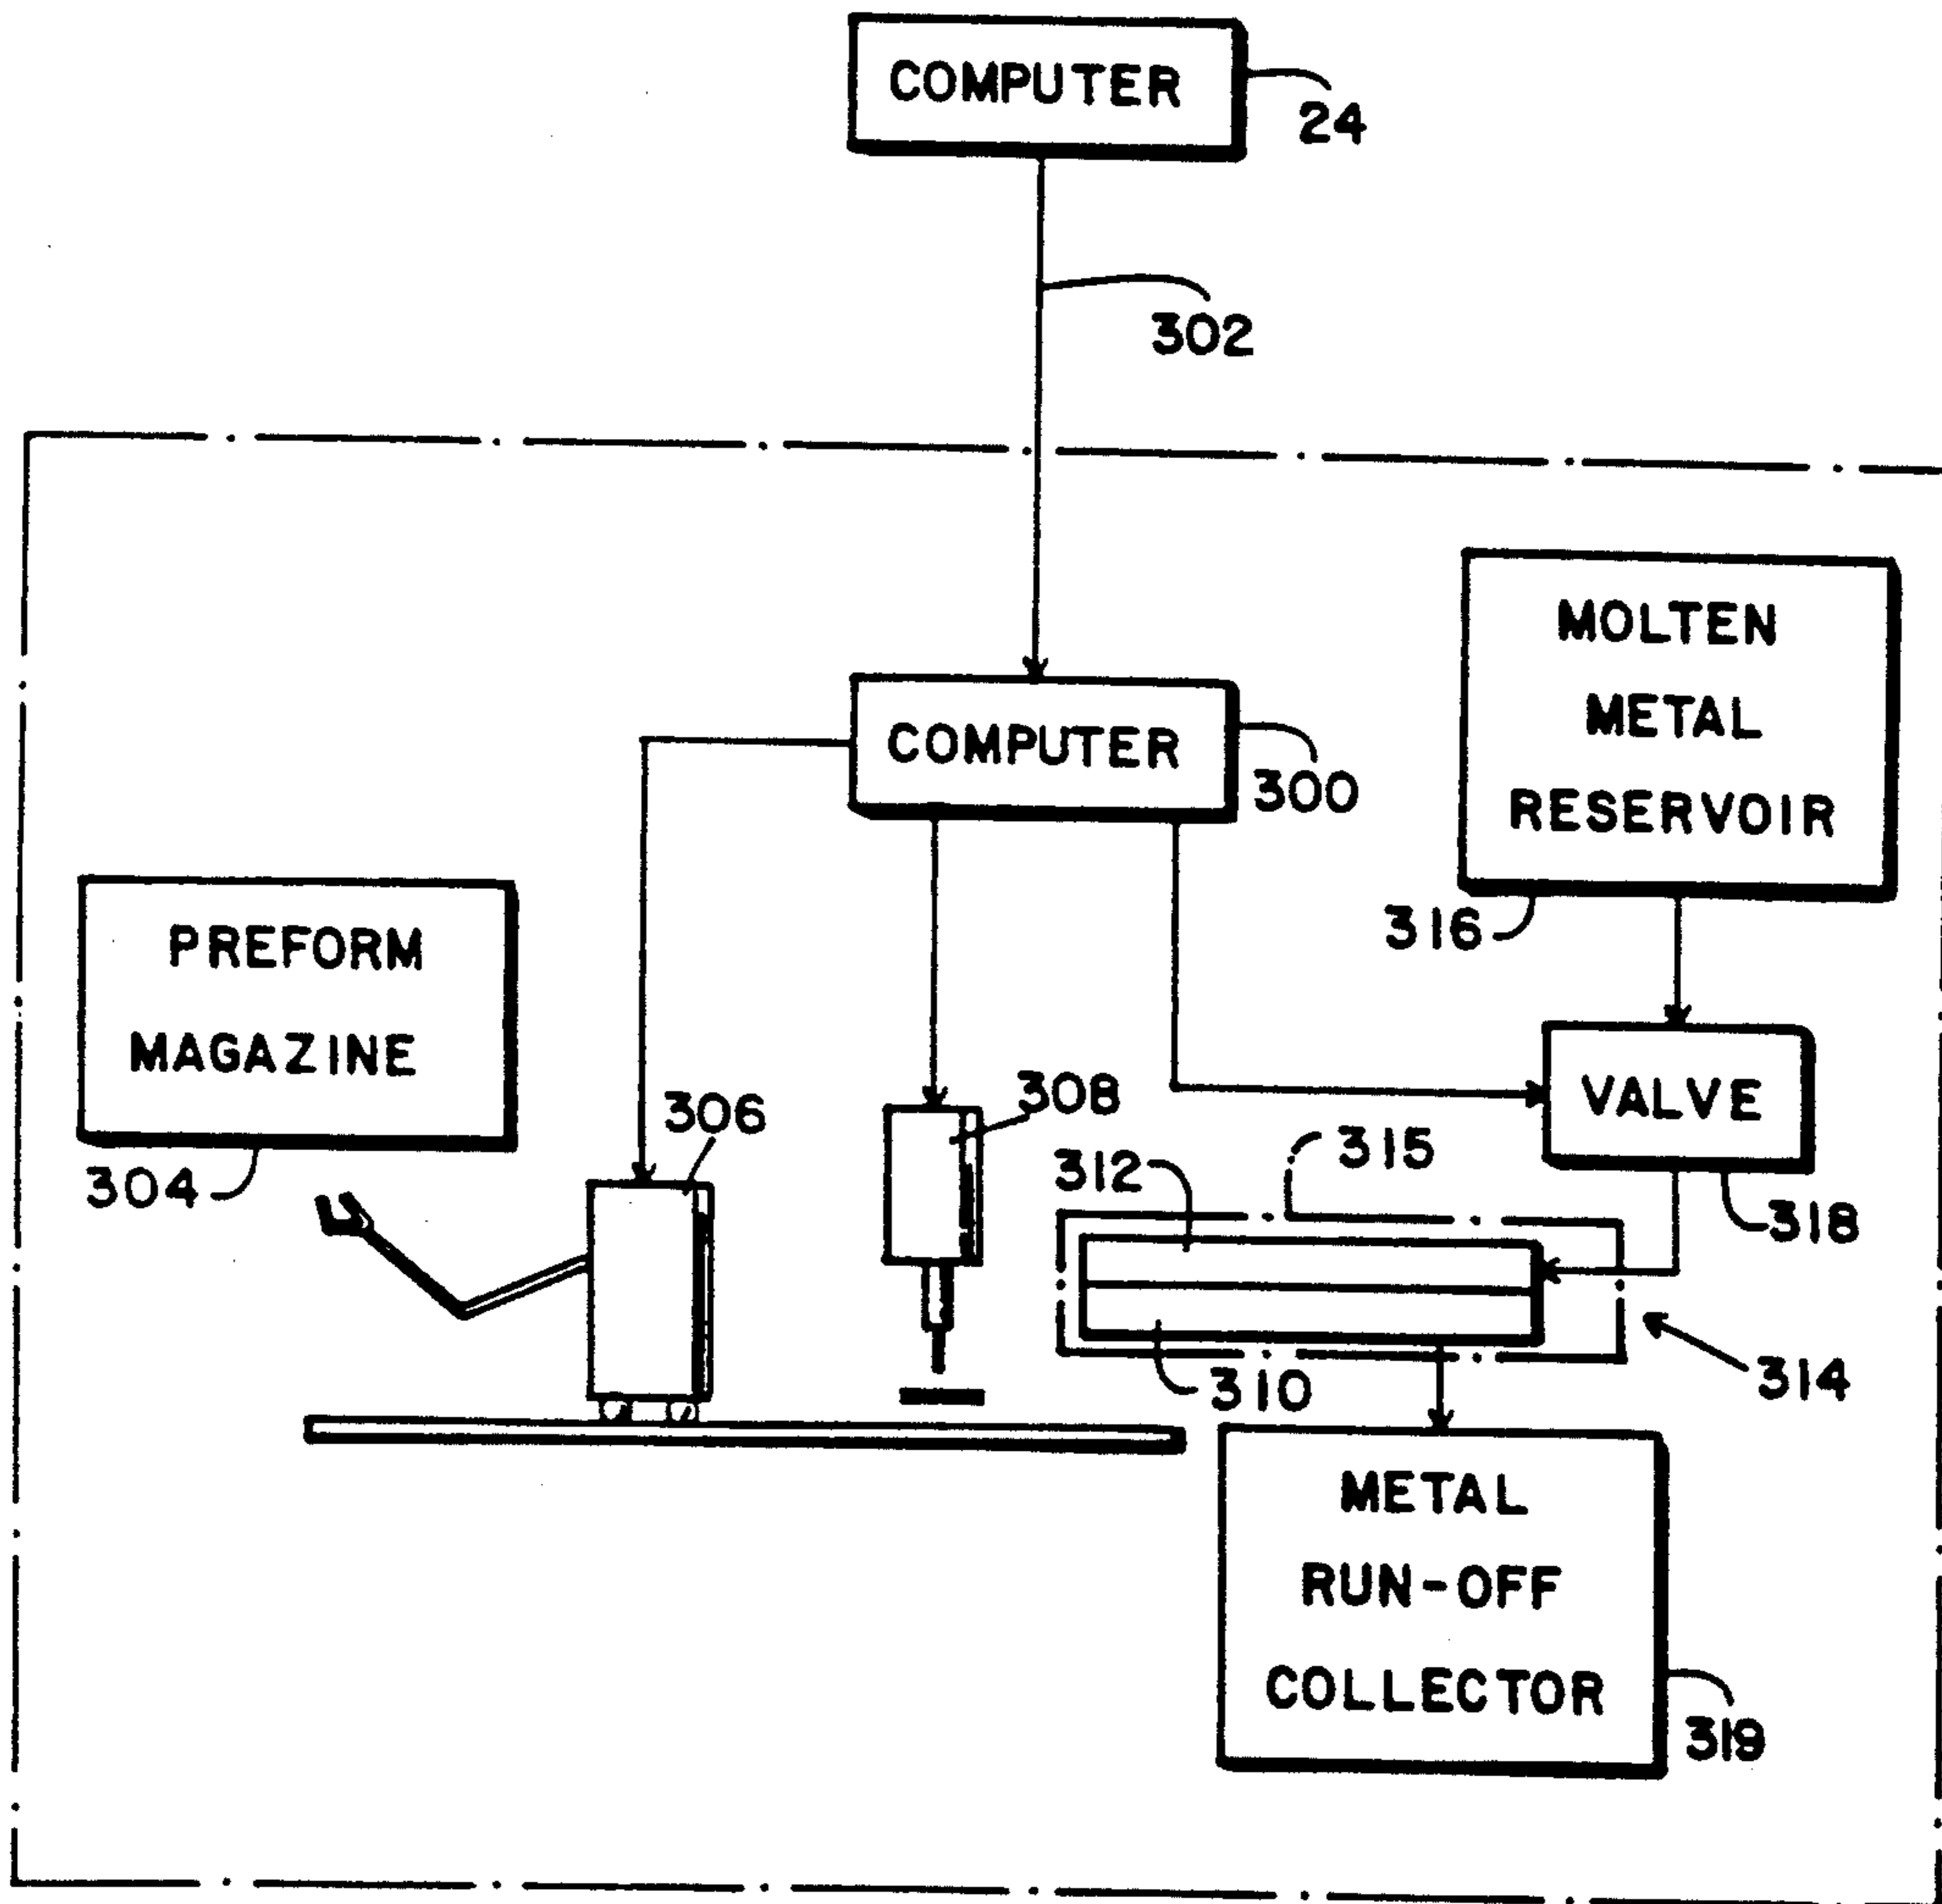 COMPUTER
24
302
COMPUTER
300
MOLTEN
METAL
RESERVOIR
316
PREFORM
MAGAZINE
304
306
308
VALVE
318
315
312
310
314
METAL
RUN-OFF
COLLECTOR
319